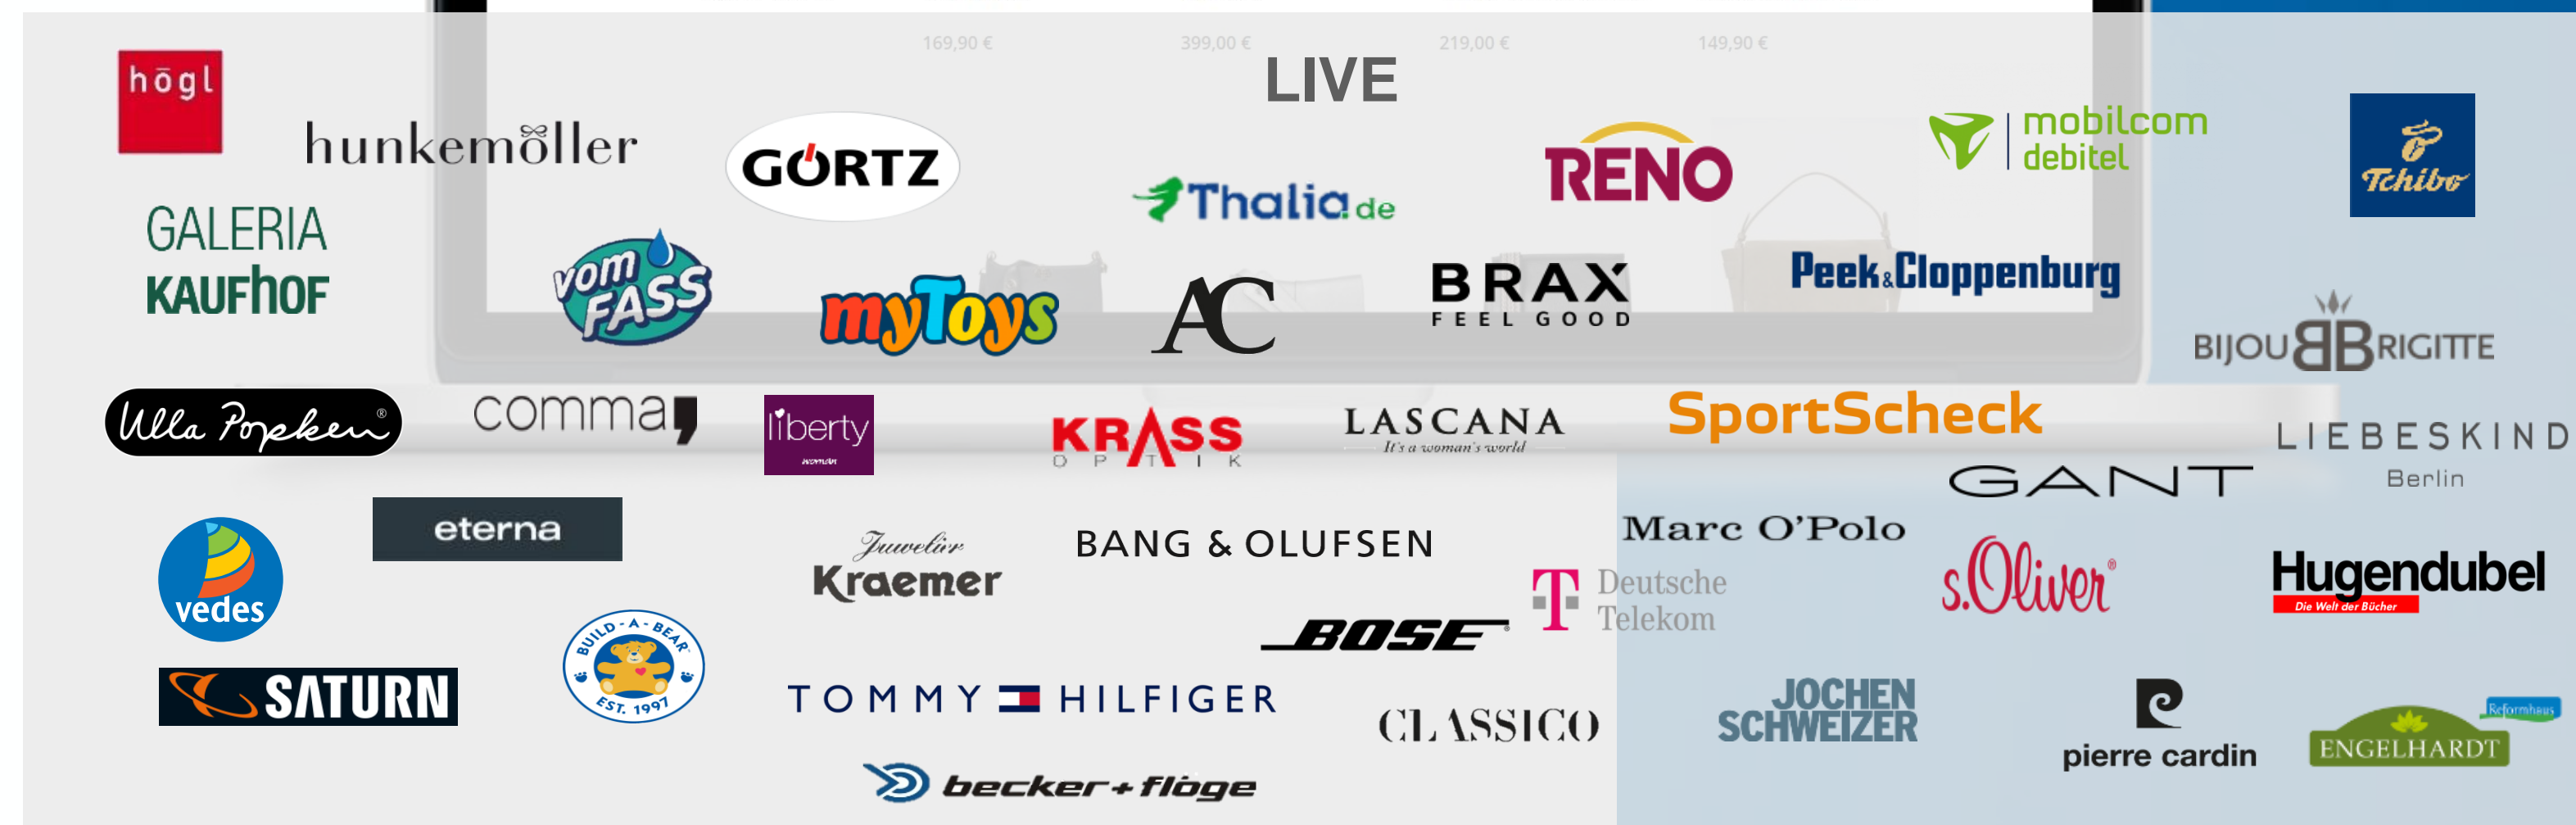 169,90 €
399,00 €
219,00 €
149,90 €
LIVE
högl
hunkemöller
GÖRTZ
Thalia.de
RENO
mobilcom
debitel
Tchibo
GALERIA
KAUFhOF
vom
FASS
myToys
AC
BRAX
FEEL GOOD
Peek&Cloppenburg
BIJOU BB BRIGITTE
Ulla Popken®
comma,
liberty
woman
KRASS
OPTIK
LASCANA
It's a woman's world
SportScheck
LIEBESKIND
Berlin
GANT
vedes
eterna
Juwelier
Kraemer
BANG & OLUFSEN
Marc O'Polo
T Deutsche
Telekom
s.Oliver®
Hugendubel
Die Welt der Bücher
BUILD-A-BEAR
EST. 1997
BOSE®
SATURN
TOMMY HILFIGER
CLASSICO
JOCHEN
SCHWEIZER
pierre cardin
Reformhaus
ENGELHARDT
becker+flöge